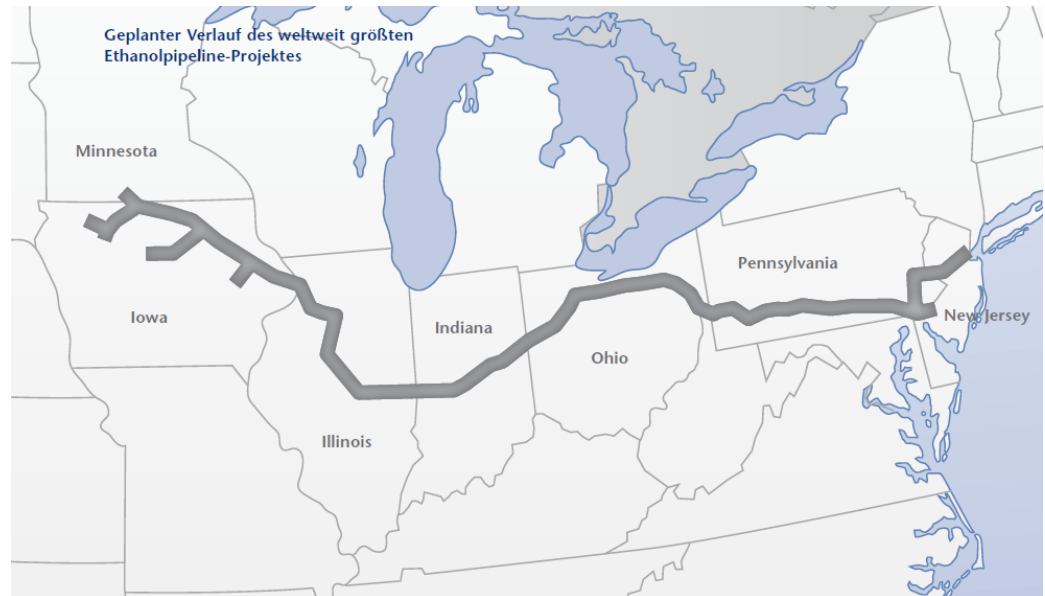 Geplanter Verlauf des weltweit größten
Ethanolpipeline-Projektes
Minnesota
Pennsylvania
Iowa
Indiana
New Jersey
Ohio
Illinois